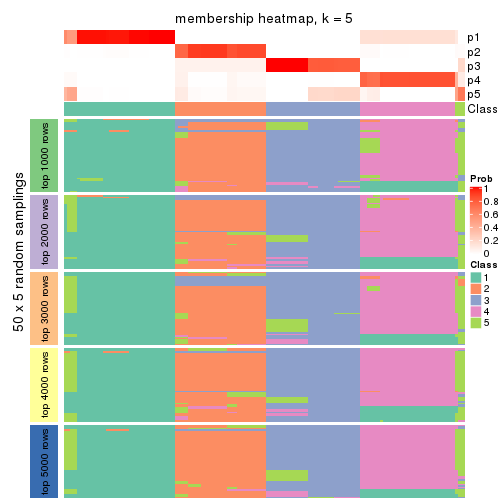 membership heatmap, k = 5
p1
p2
p3
p4
p5
Class
50 x 5 random samplings
top 1000 rows
top 2000 rows
top 3000 rows
top 4000 rows
top 5000 rows
Prob
1
0.8
0.6
0.4
0.2
0
Class
1
2
3
4
5